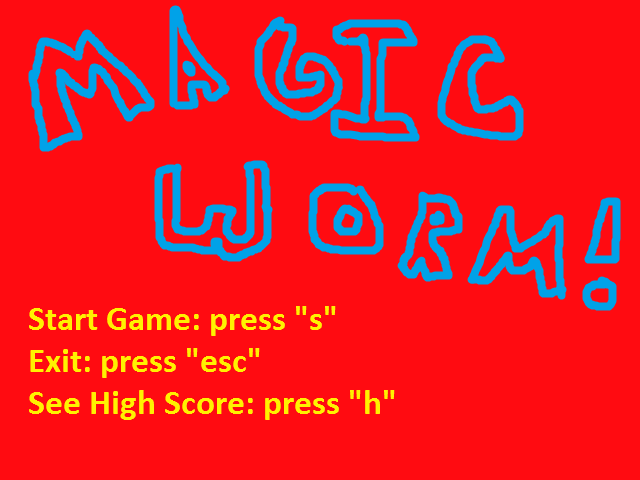 MAGIC
WORM!
Start Game: press "s"
Exit: press "esc"
See High Score: press "h"